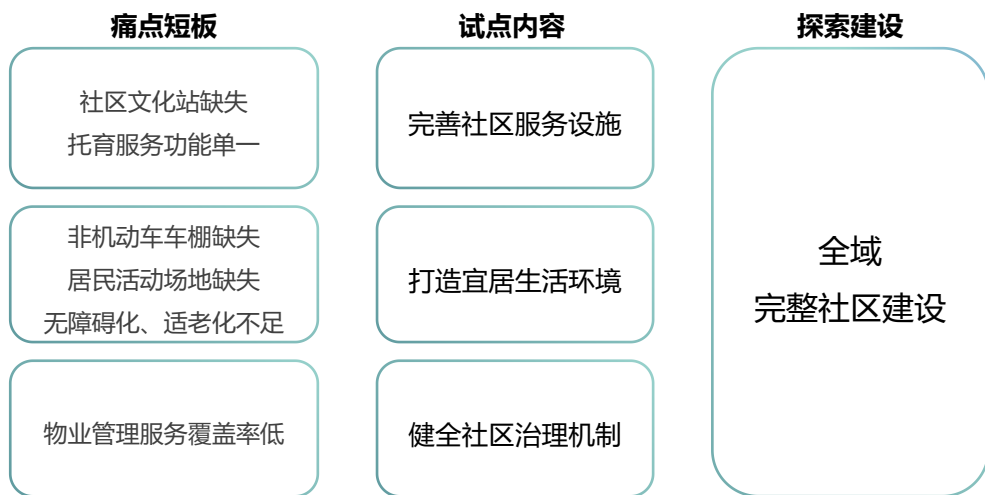 痛点短板
试点内容
探索建设
社区文化站缺失
托育服务功能单一
完善社区服务设施
非机动车车棚缺失
居民活动场地缺失
无障碍化、适老化不足
打造宜居生活环境
物业管理服务覆盖率低
健全社区治理机制
全域
完整社区建设